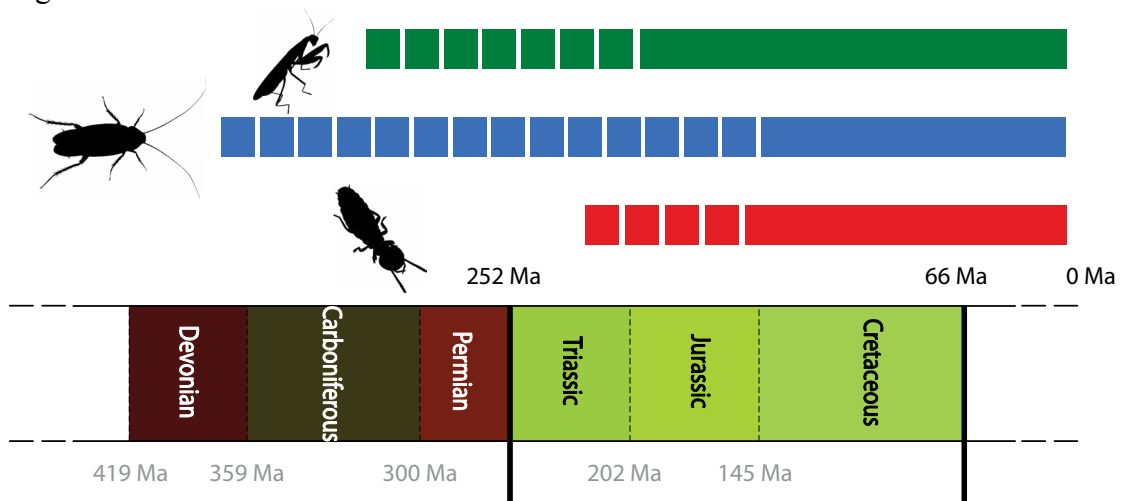 252 Ma
66 Ma
0 Ma
Devonian
Carboniferous
Permian
Triassic
Jurassic
Cretaceous
419 Ma
359 Ma
300 Ma
202 Ma
145 Ma